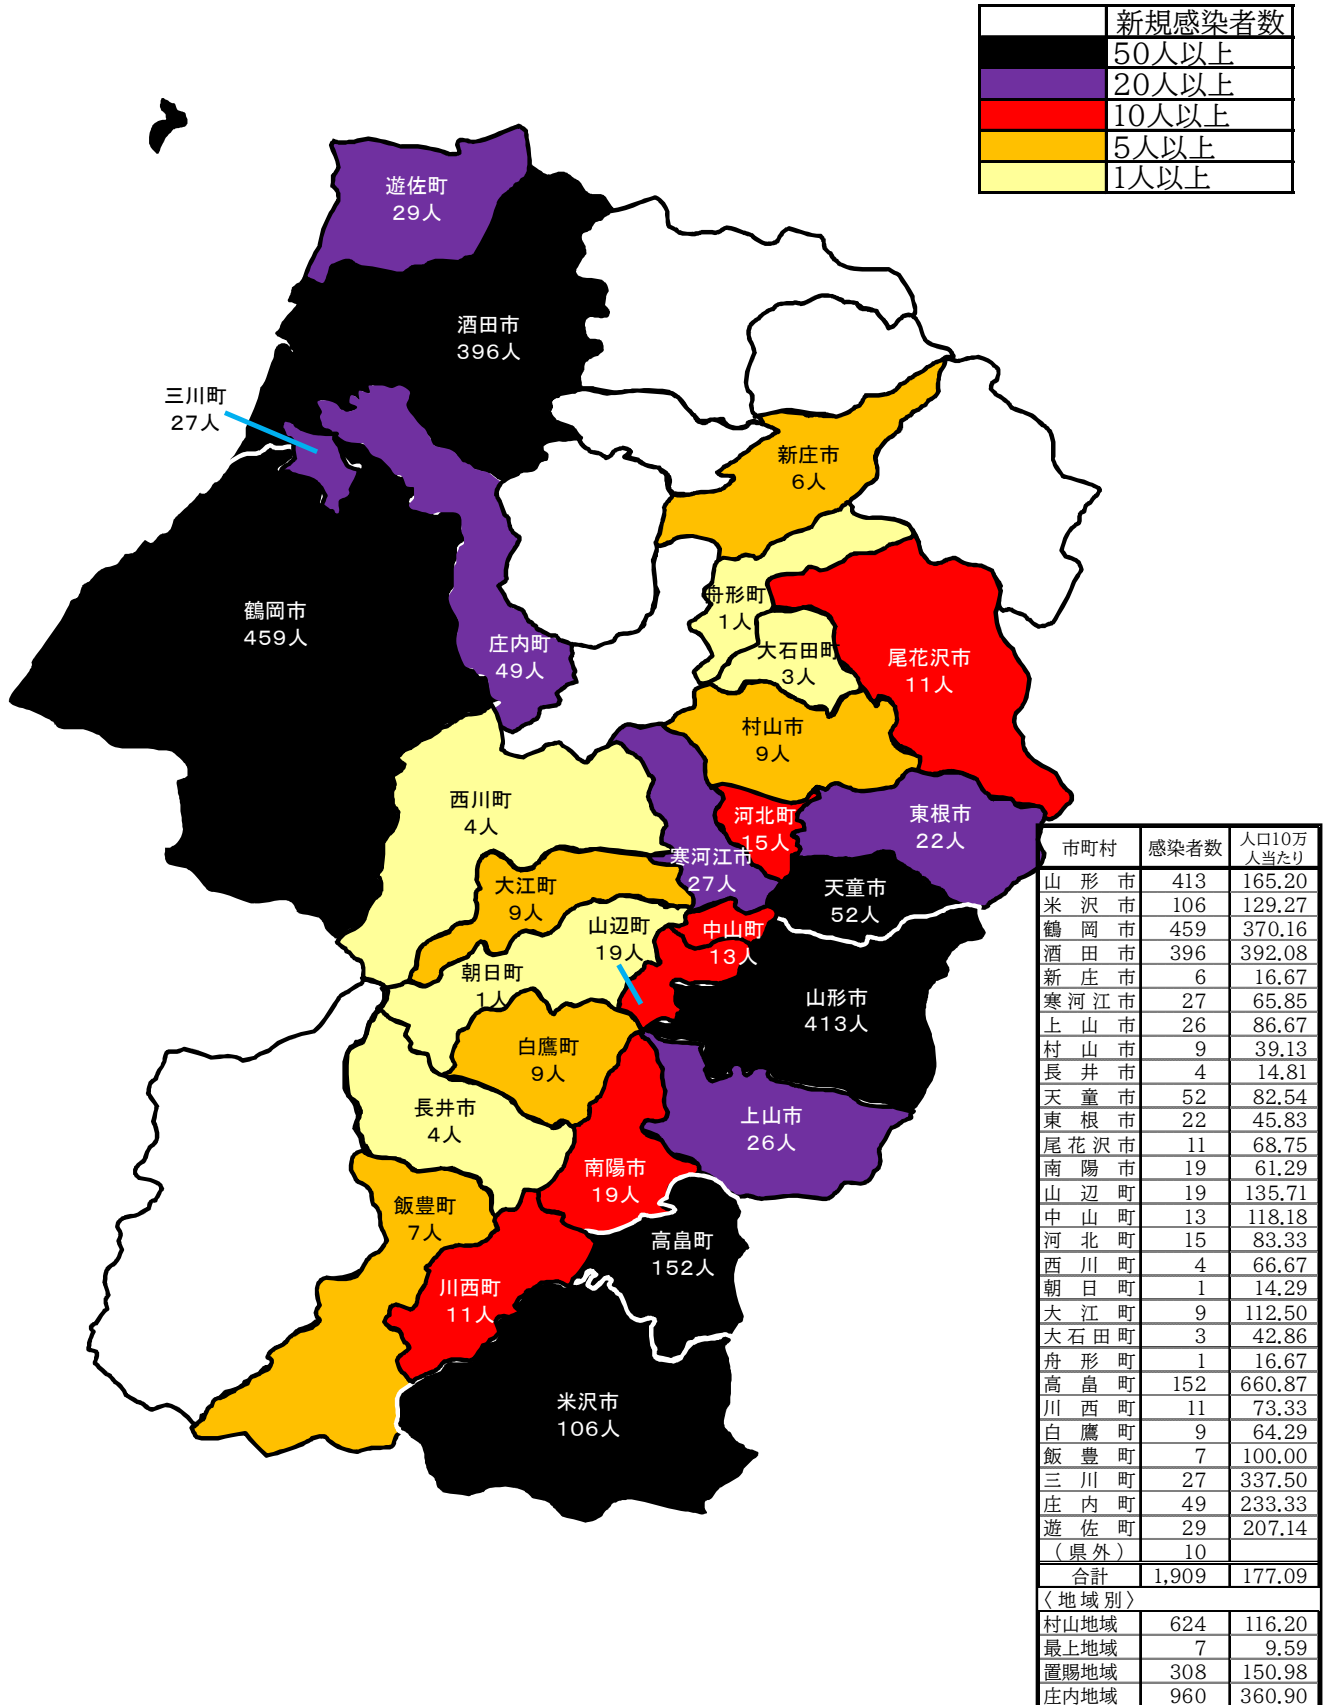 新規感染者数
50人以上
20人以上
10人以上
5人以上
1人以上
遊佐町
29人
酒田市
396人
三川町
27人
新庄市
6人
鶴岡市
459人
舟形町
1人
庄内町
49人
大石田町
3人
尾花沢市
11人
村山市
9人
西川町
4人
河北町
15人
東根市
22人
寒河江市
27人
大江町
9人
天童市
52人
山辺町
19人
中山町
13人
朝日町
1人
山形市
413人
白鷹町
9人
長井市
4人
上山市
26人
南陽市
19人
飯豊町
7人
高畠町
152人
川西町
11人
米沢市
106人
市町村 感染者数 人口10万人当たり
山形市 413 165.20
米沢市 106 129.27
鶴岡市 459 370.16
酒田市 396 392.08
新庄市 6 16.67
寒河江市 27 65.85
上山市 26 86.67
村山市 9 39.13
長井市 4 14.81
天童市 52 82.54
東根市 22 45.83
尾花沢市 11 68.75
南陽市 19 61.29
山辺町 19 135.71
中山町 13 118.18
河北町 15 83.33
西川町 4 66.67
朝日町 1 14.29
大江町 9 112.50
大石田町 3 42.86
舟形町 1 16.67
高畠町 152 660.87
川西町 11 73.33
白鷹町 9 64.29
飯豊町 7 100.00
三川町 27 337.50
庄内町 49 233.33
遊佐町 29 207.14
（県外） 10
合計 1,909 177.09
〈地域別〉
村山地域 624 116.20
最上地域 7 9.59
置賜地域 308 150.98
庄内地域 960 360.90